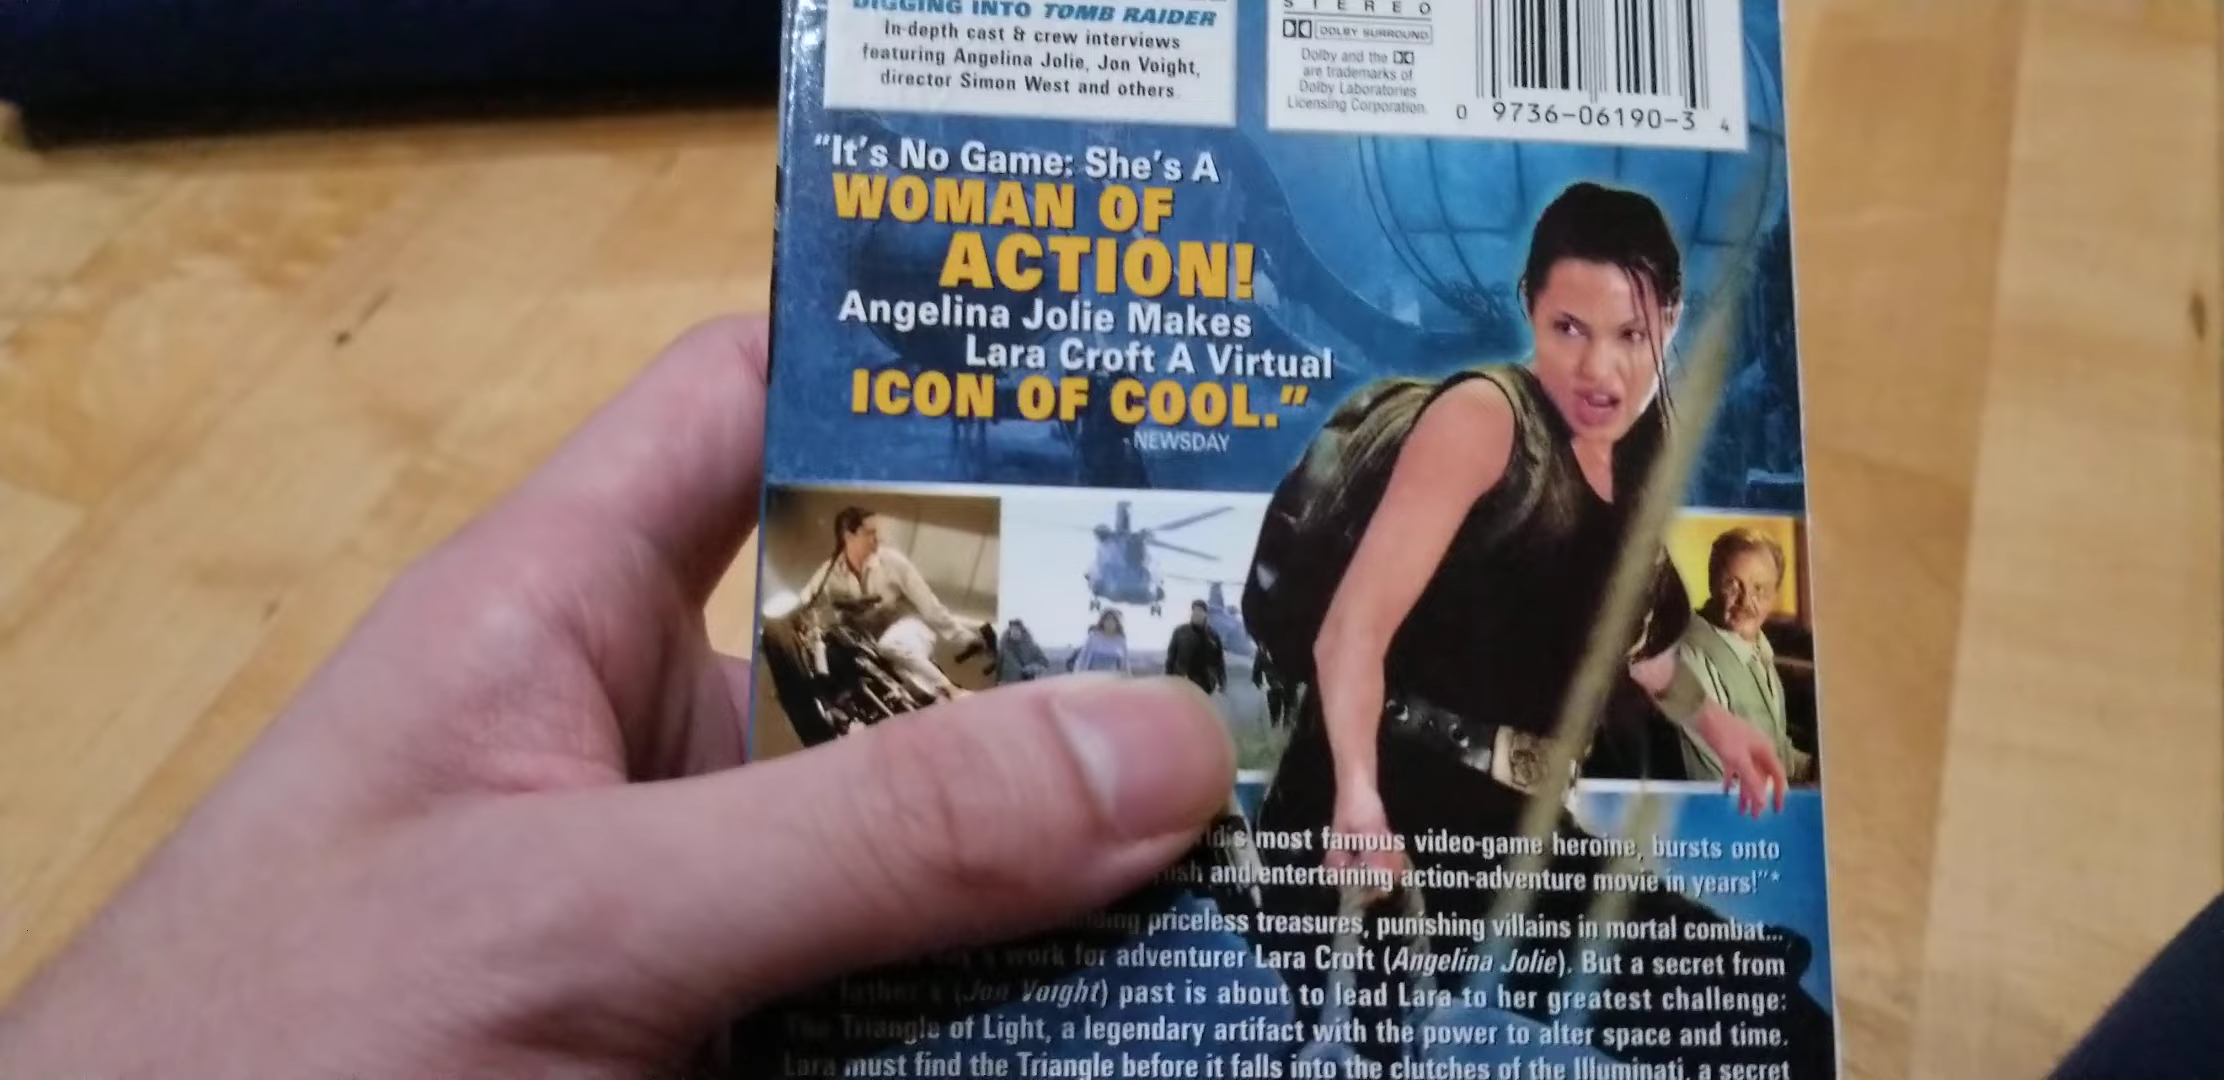 DIGGING INTO TOMB RAIDER
In-depth cast & crew interviews
featuring Angelina Jolie, Jon Voight,
director Simon West and others.
STEREO
DOLBY SURROUND
Dolby and the
are trademarks of
Dolby Laboratories
Licensing Corporation.
0 9736-06190-3 4
“It's No Game: She's A
WOMAN OF
ACTION!
Angelina Jolie Makes
Lara Croft A Virtual
ICON OF COOL.”
-NEWSDAY
most famous video-game heroine, bursts onto
and entertaining action-adventure movie in years!"*
priceless treasures, punishing villains in mortal combat...
work for adventurer Lara Croft (Angelina Jolie). But a secret from
father's (Jon Voight) past is about to lead Lara to her greatest challenge:
The Triangle of Light, a legendary artifact with the power to alter space and time.
Lara must find the Triangle before it falls into the clutches of the Illuminati, a secret